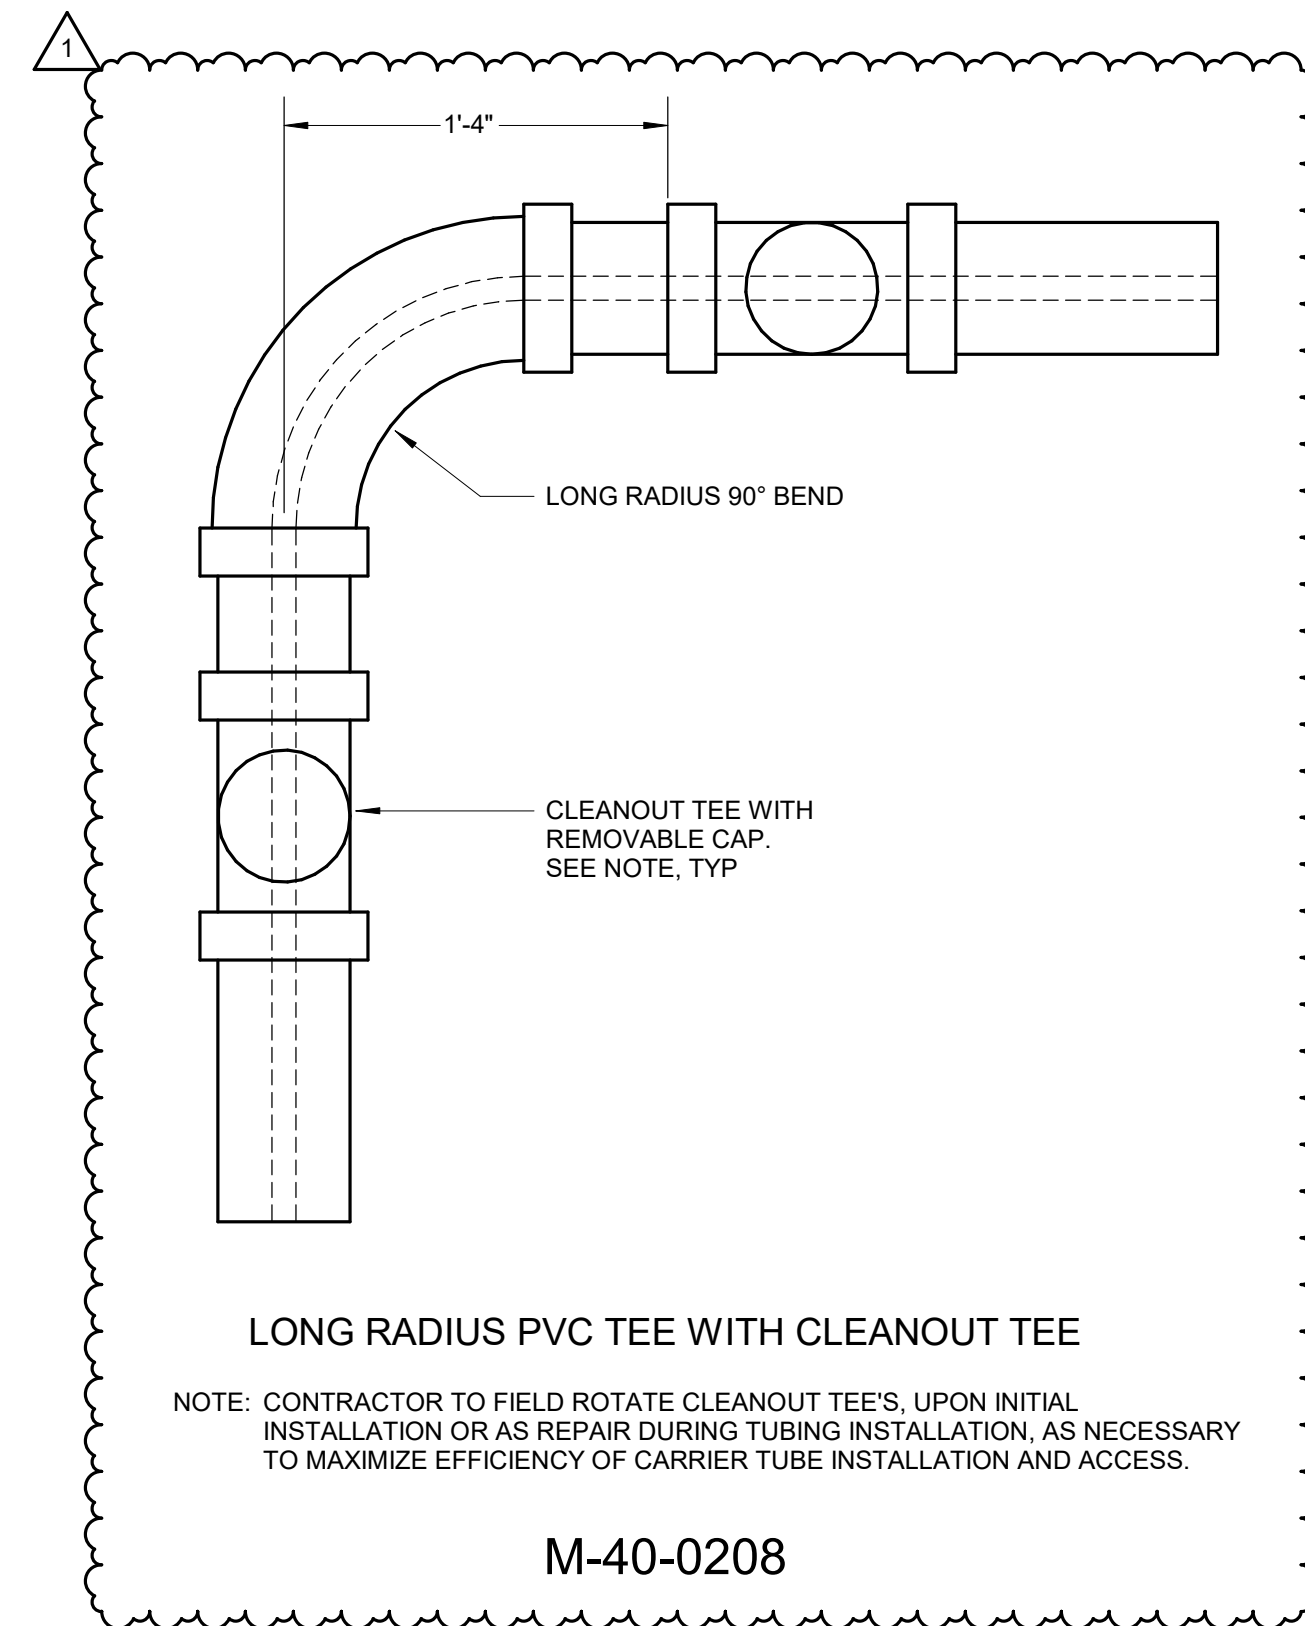 1
1'-4"
LONG RADIUS 90° BEND
CLEANOUT TEE WITH
REMOVABLE CAP.
SEE NOTE, TYP
LONG RADIUS PVC TEE WITH CLEANOUT TEE
NOTE: CONTRACTOR TO FIELD ROTATE CLEANOUT TEE'S, UPON INITIAL
INSTALLATION OR AS REPAIR DURING TUBING INSTALLATION, AS NECESSARY
TO MAXIMIZE EFFICIENCY OF CARRIER TUBE INSTALLATION AND ACCESS.
M-40-0208